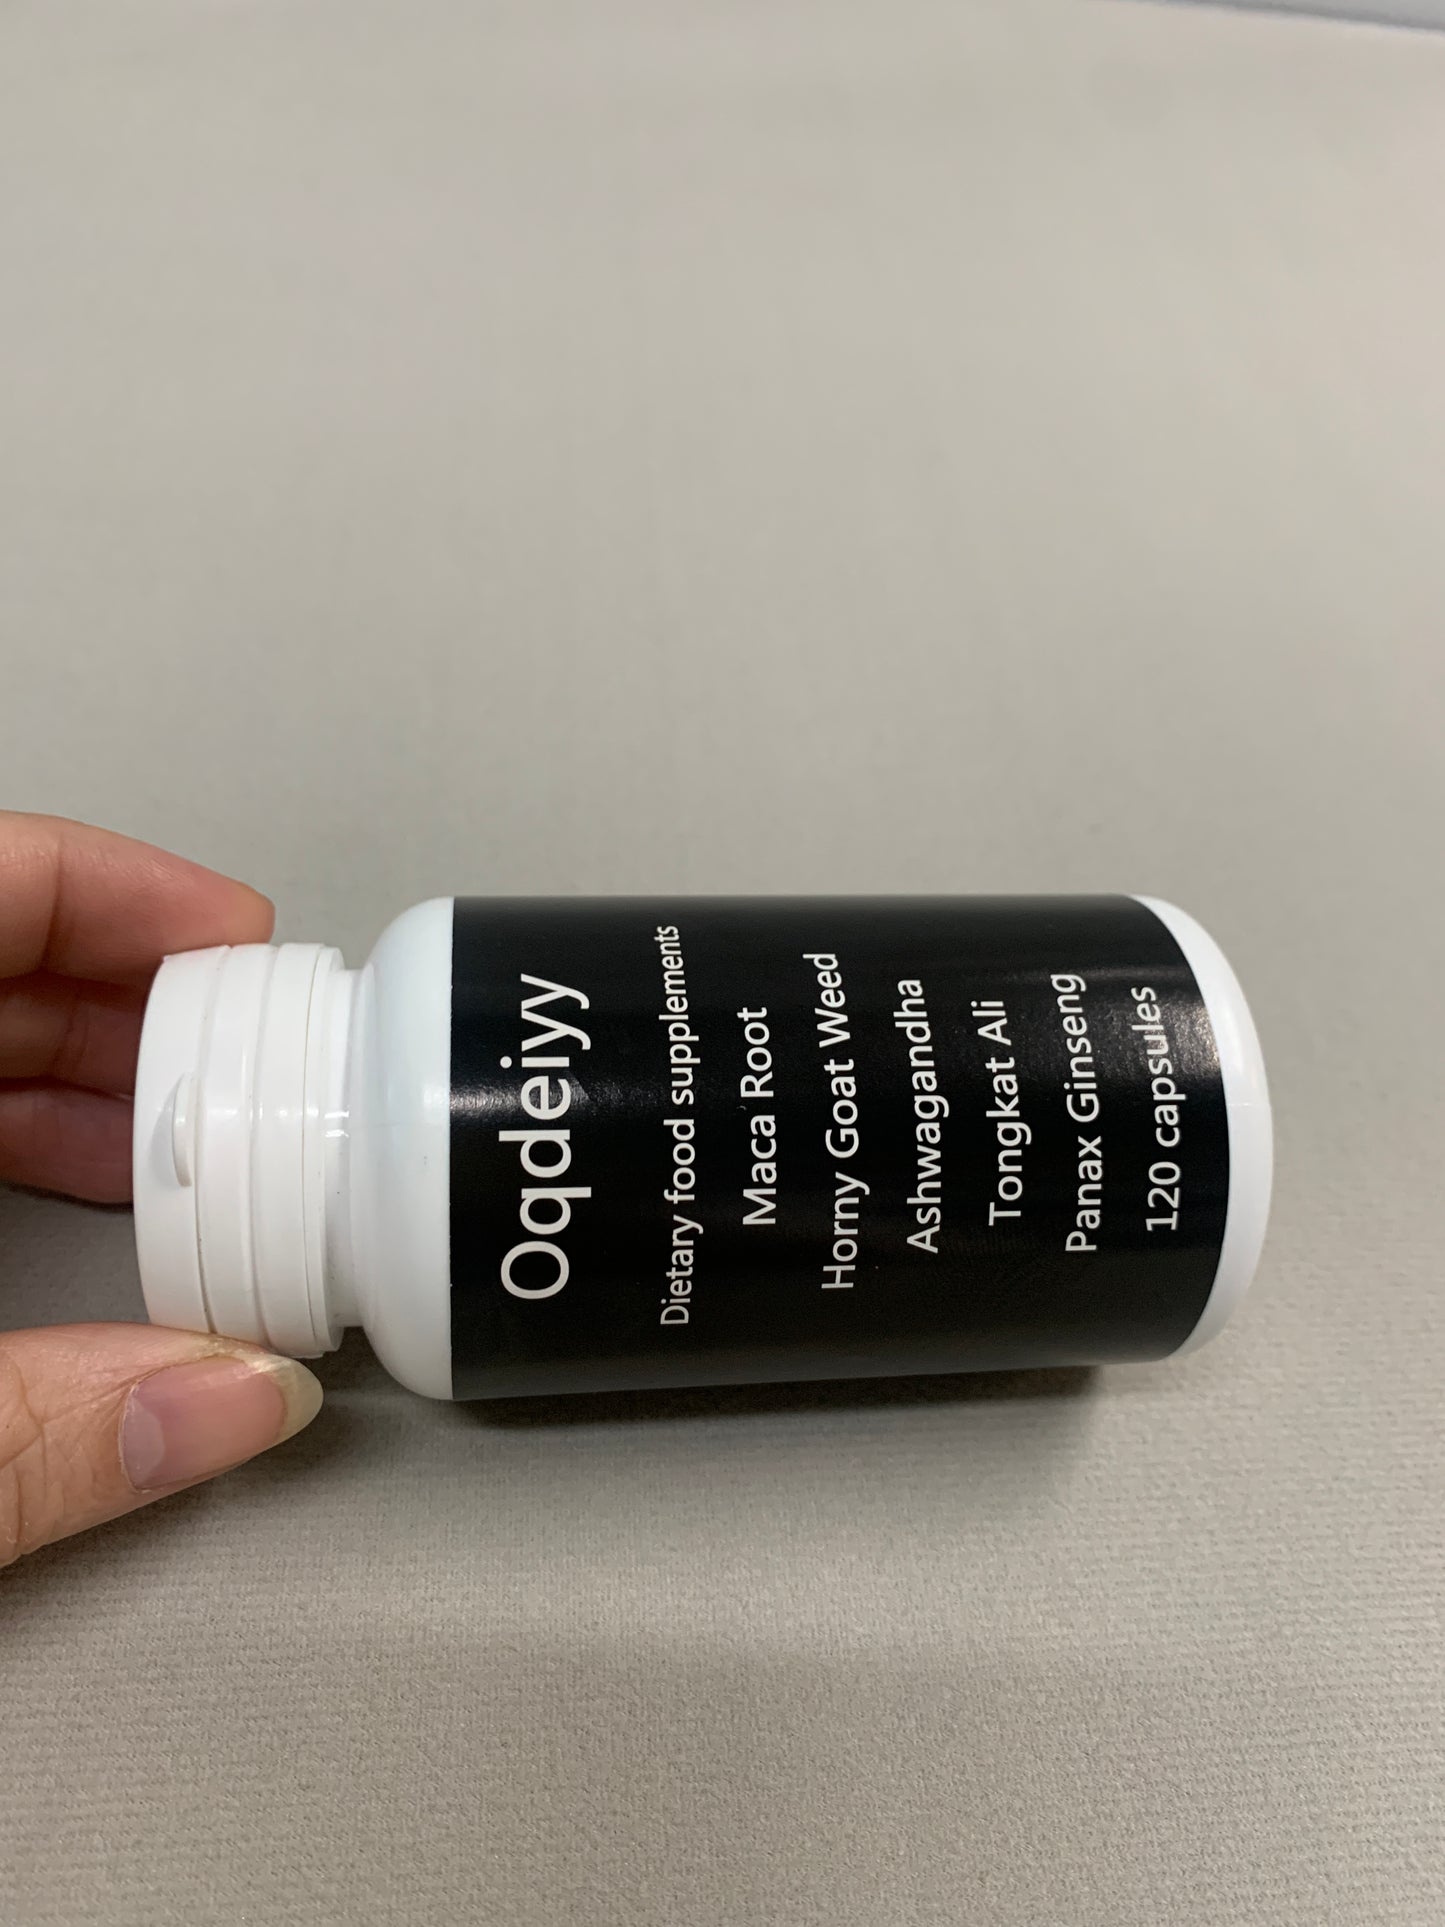 Oqdeiyy
Dietary food supplements
Maca Root
Horny Goat Weed
Ashwagandha
Tongkat Ali
Panax Ginseng
120 capsules